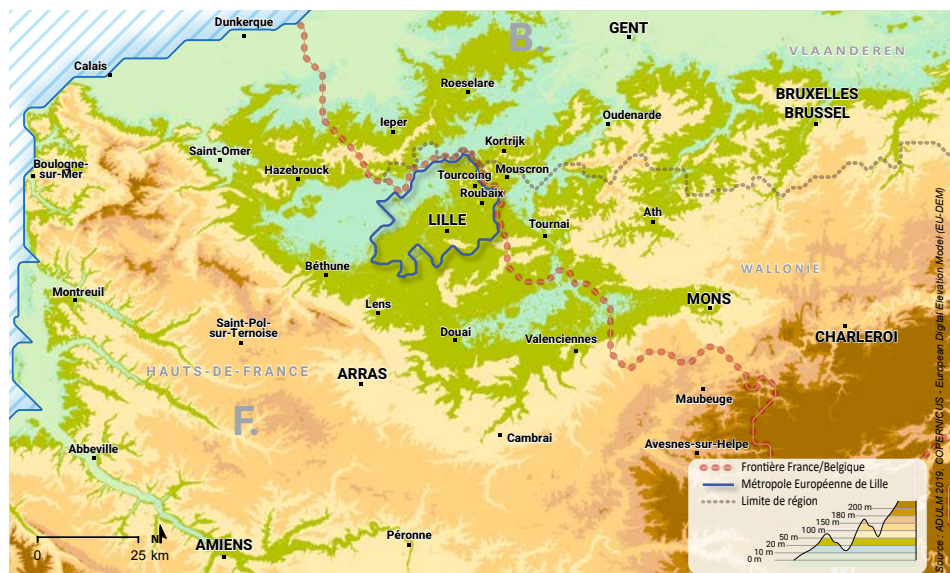 Dunkerque
B.
GENT
VLAANDEREN
Calais
Roeselare
BRUXELLES
BRUSSEL
Ieper
Oudenarde
Kortrijk
Saint-Omer
Boulogne-
sur-Mer
Hazebrouck
Tourcoing
Mouscron
Roubaix
LILLE
Tournai
Ath
Béthune
WALLONIE
Montreuil
Lens
MONS
Saint-Pol-
sur-Ternoise
Douai
Valenciennes
CHARLEROI
HAUTS-DE-FRANCE
ARRAS
Maubeuge
F.
Cambrai
Avesnes-sur-Helpe
Abbeville
Péronne
AMIENS
N
0
25 km
Frontière France/Belgique
Métropole Européenne de Lille
Limite de région
200 m
180 m
150 m
100 m
50 m
20 m
10 m
0 m
Source : ADULM 2019, COPERNICUS - European Digital Elevation Model (EU-DEM)